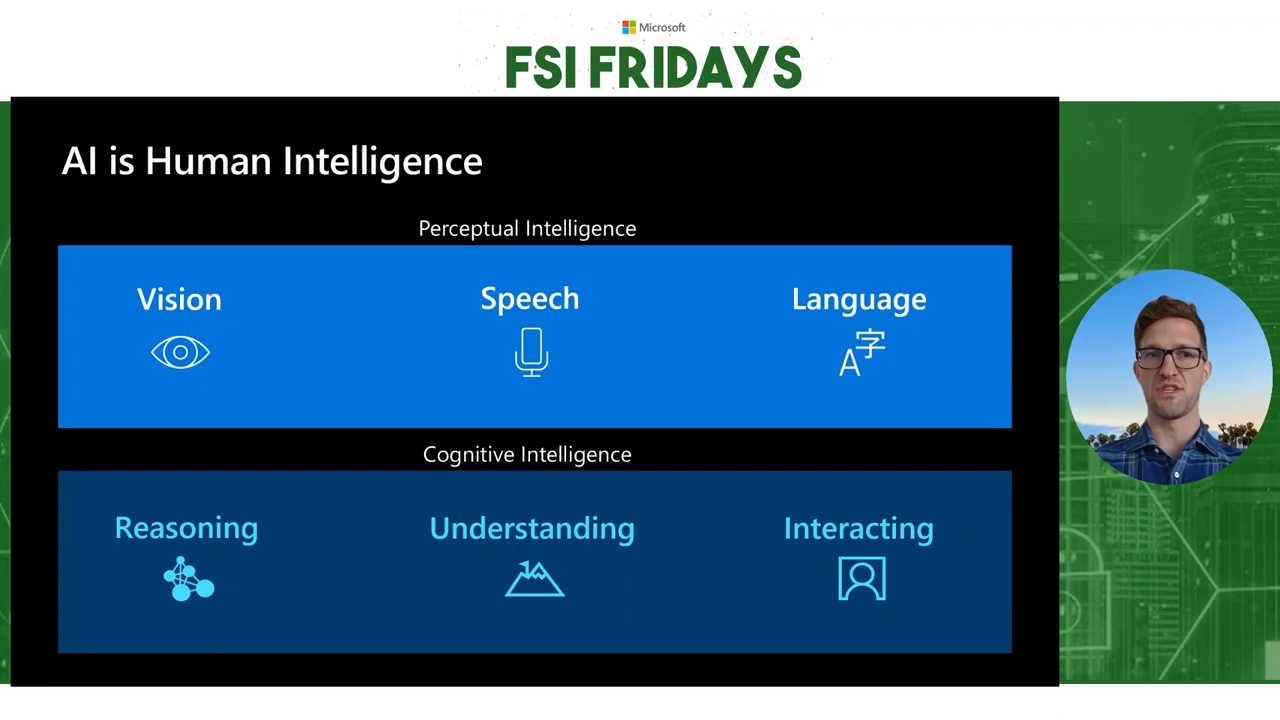 Microsoft
FSI FRIDAYS
AI is Human Intelligence
Perceptual Intelligence
Vision
Speech
Language
A字
Cognitive Intelligence
Reasoning
Understanding
Interacting